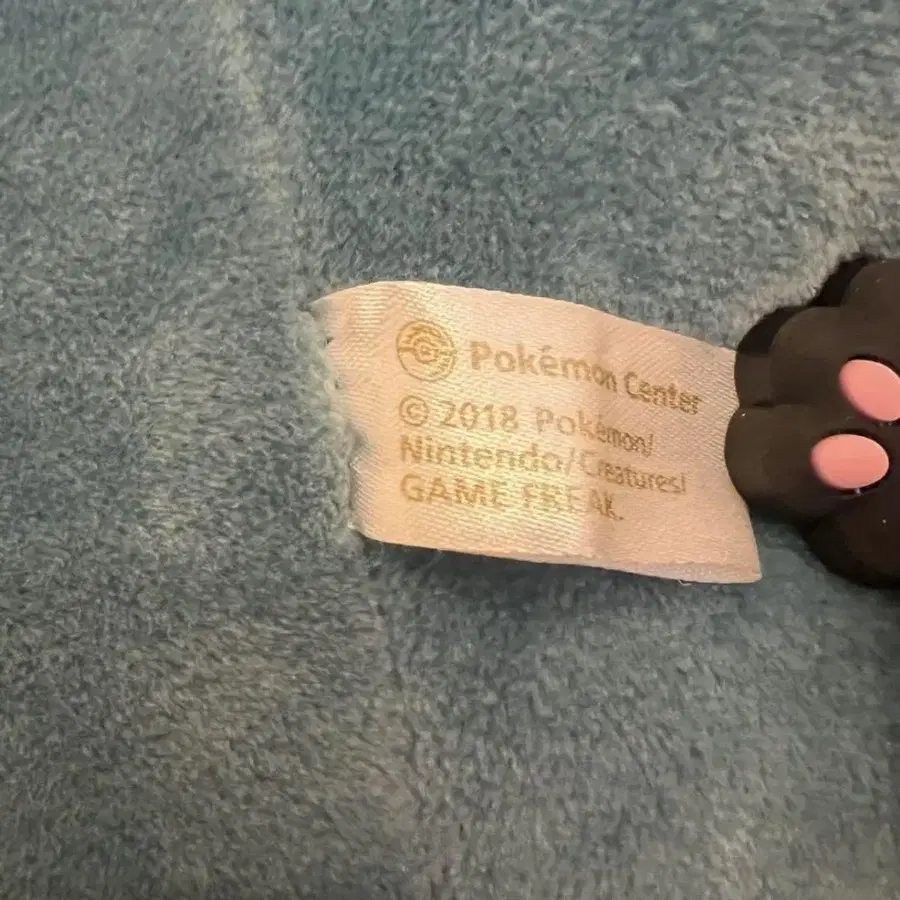 Pokémon Center
© 2018 Pokémon/
Nintendo/Creatures/
GAME FREAK.